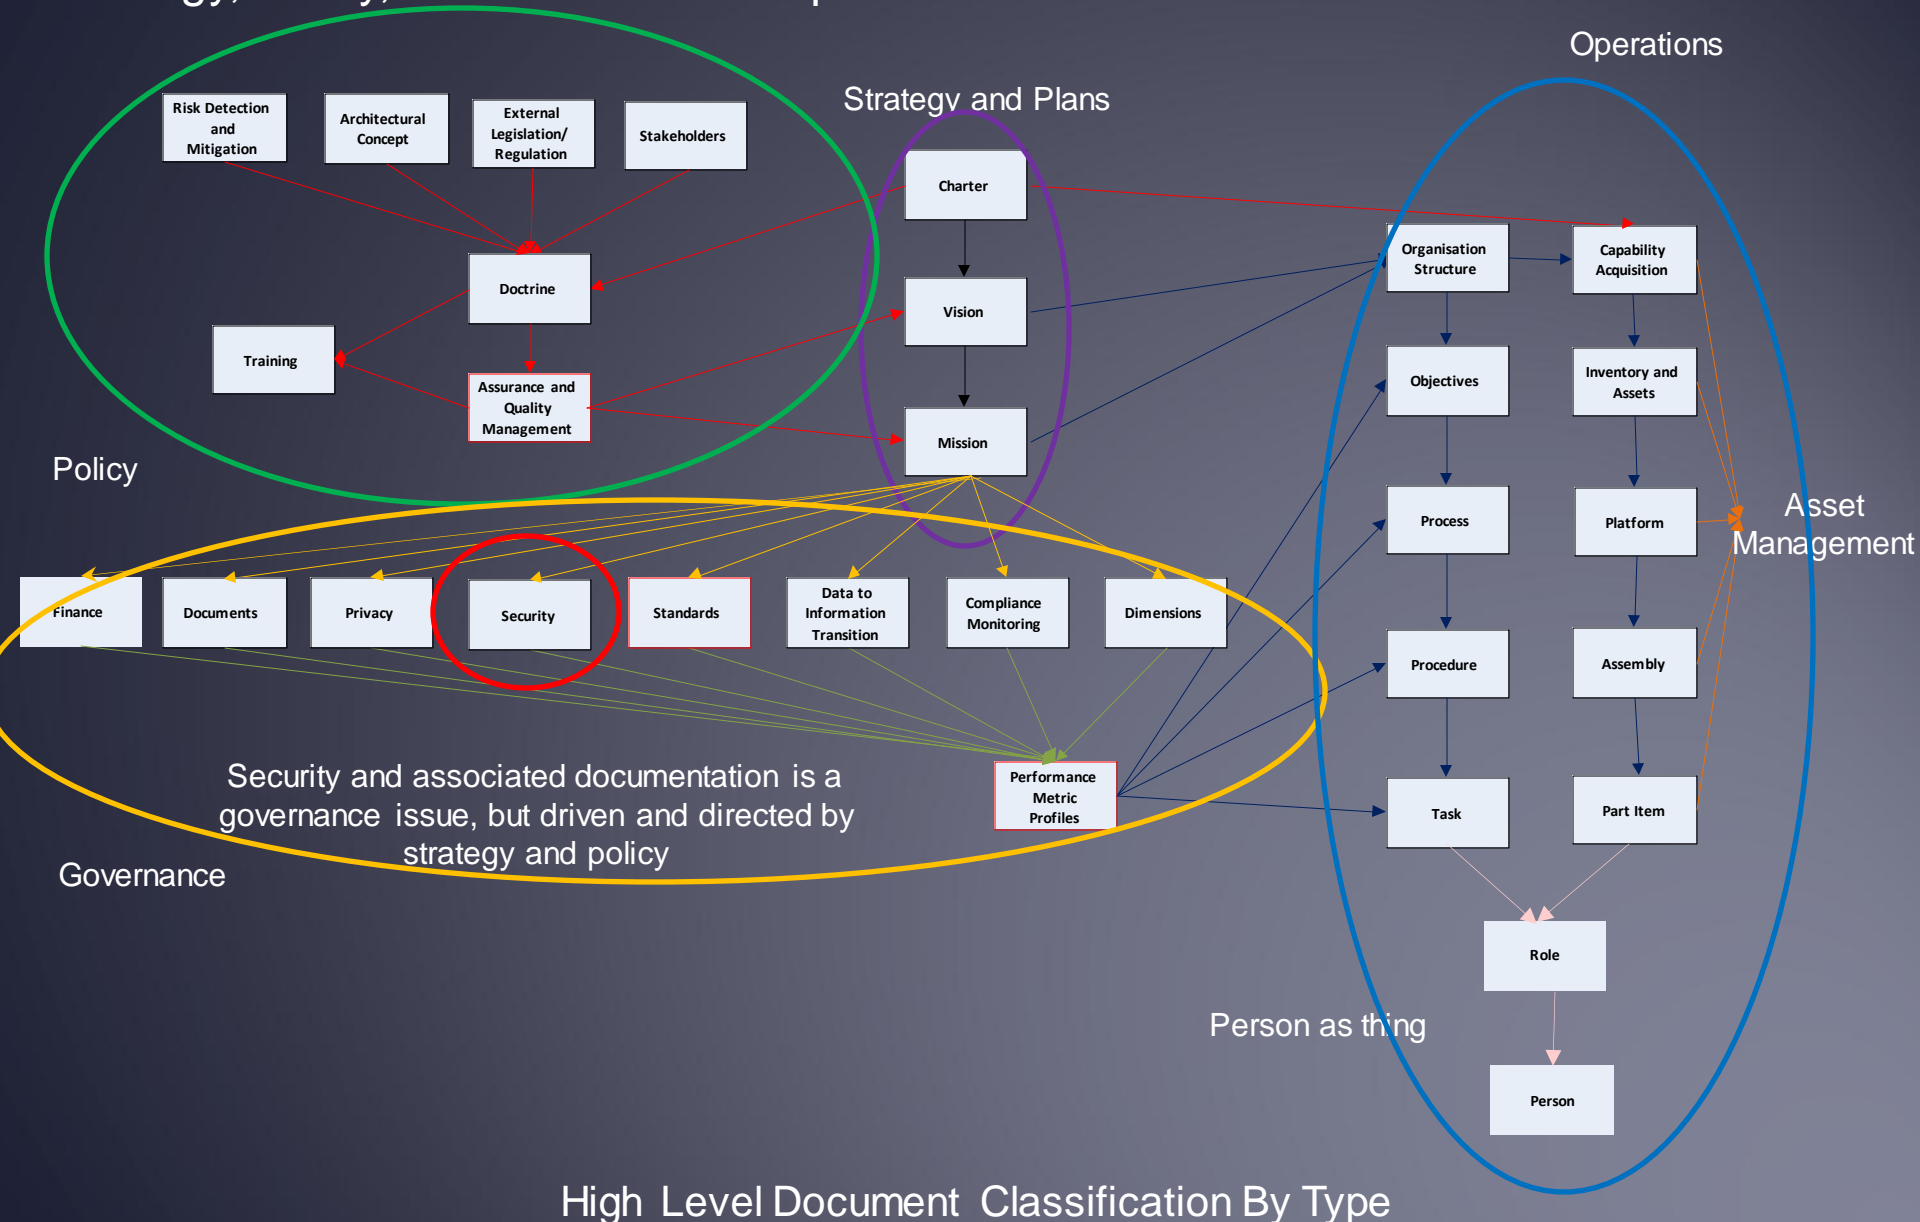 Operations
Strategy and Plans
Risk Detection
and
Mitigation
Architectural
Concept
External
Legislation/
Regulation
Stakeholders
Charter
Organisation
Structure
Capability
Acquisition
Doctrine
Vision
Training
Assurance and
Quality
Management
Objectives
Inventory and
Assets
Mission
Policy
Process
Platform
Asset
Management
Finance
Documents
Privacy
Security
Standards
Data to
Information
Transition
Compliance
Monitoring
Dimensions
Procedure
Assembly
Security and associated documentation is a
governance issue, but driven and directed by
strategy and policy
Performance
Metric
Profiles
Task
Part Item
Governance
Role
Person as thing
Person
High Level Document Classification By Type